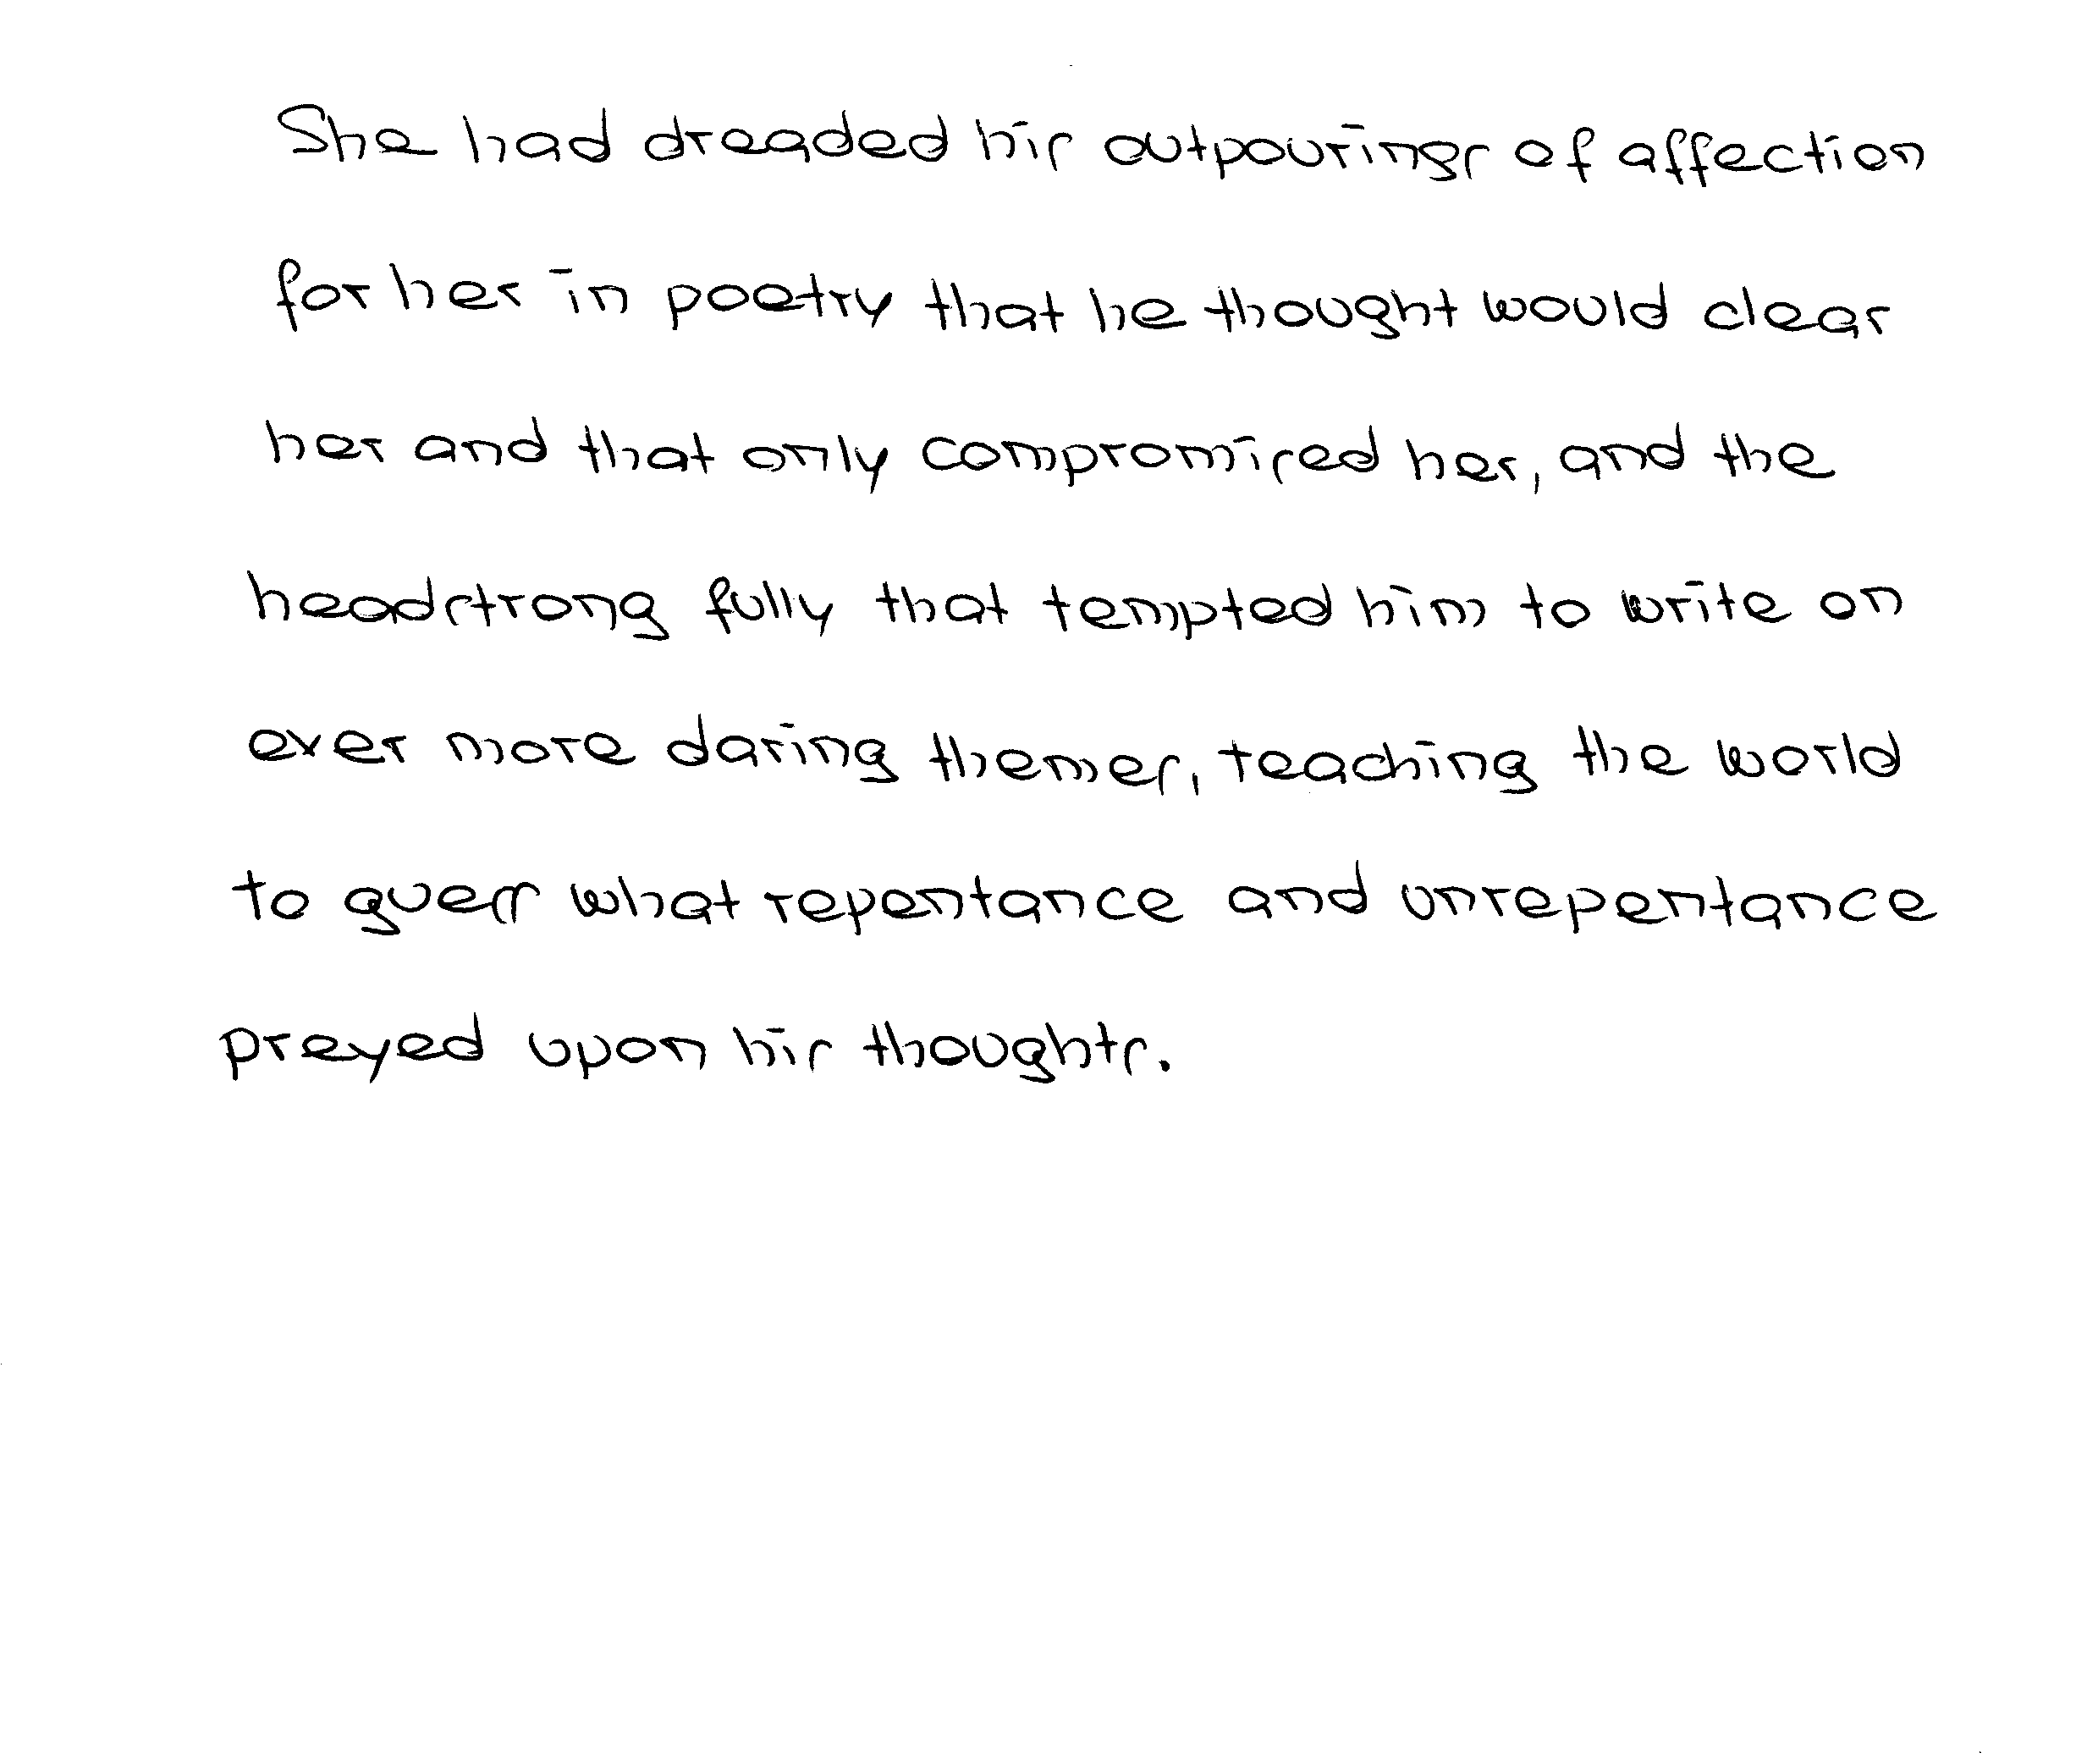 She had dreaded his outpourings of affection
for her in poetry that he thought would clear
her and that only compromised her, and the
headstrong fully that tempted him to write on
ever more daring themes, teaching the world
to guess what repentance and unrepentance
preyed upon his thoughts.